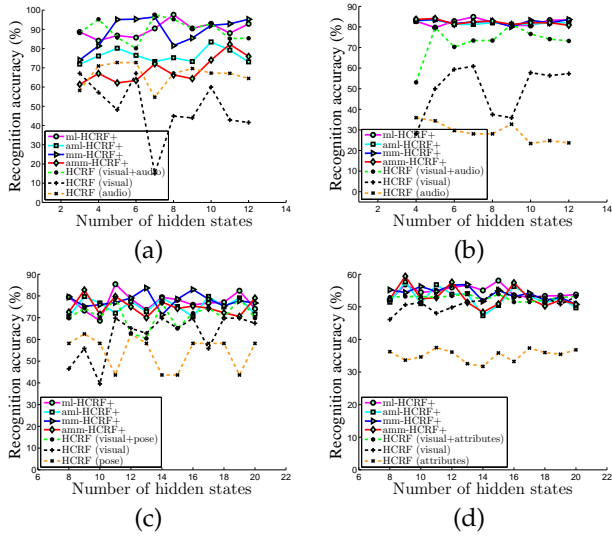 Recognition accuracy (%)
100
90
80
70
60
50
40
30
20
10
0
ml-HCRF+
aml-HCRF+
mm-HCRF+
amm-HCRF+
HCRF (visual+audio)
HCRF (visual)
HCRF (audio)
2 4 6 8 10 12 14
Number of hidden states
(a)
Recognition accuracy (%)
90
80
70
60
50
40
30
20
10
0
ml-HCRF+
aml-HCRF+
mm-HCRF+
amm-HCRF+
HCRF (visual+audio)
HCRF (visual)
HCRF (audio)
2 4 6 8 10 12 14
Number of hidden states
(b)
Recognition accuracy (%)
90
80
70
60
50
40
30
20
10
0
ml-HCRF+
aml-HCRF+
mm-HCRF+
amm-HCRF+
HCRF (visual+pose)
HCRF (visual)
HCRF (pose)
6 8 10 12 14 16 18 20 22
Number of hidden states
(c)
Recognition accuracy (%)
60
50
40
30
20
10
0
ml-HCRF+
aml-HCRF+
mm-HCRF+
amm-HCRF+
HCRF (visual+attributes)
HCRF (visual)
HCRF (attributes)
6 8 10 12 14 16 18 20 22
Number of hidden states
(d)